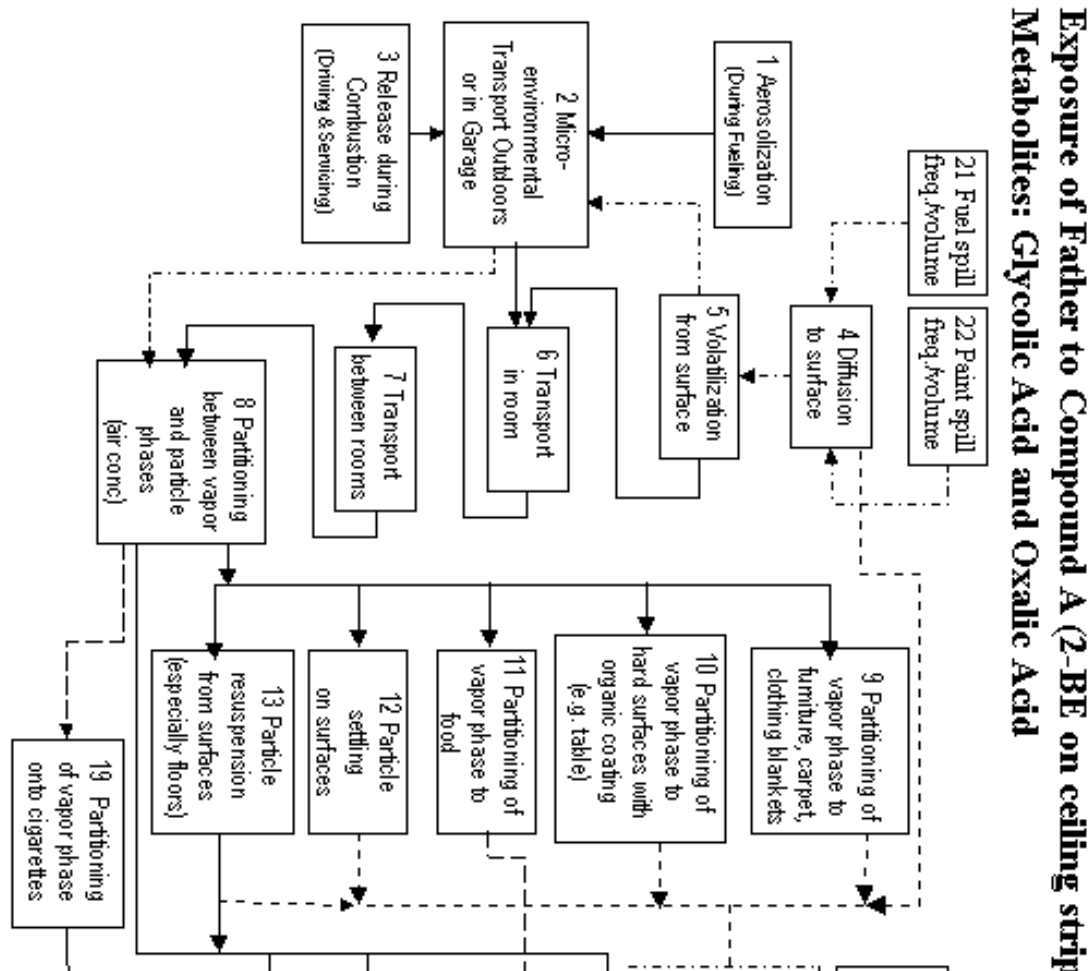 Exposure of Father to Compound A (2-BE on ceiling strip
Metabolites: Glycolic Acid and Oxalic Acid
21 Fuel spill
freq./volume
22 Paint spill
freq./volume
1 Aerosolization
(During Fueling)
4 Diffusion
to surface
5 Volatilization
from surface
2 Micro-
environmental
Transport Outdoors
or in Garage
3 Release during
Combustion
(Driving & Servicing)
6 Transport
in room
7 Transport
between rooms
8 Partitioning
between vapor
and particle
phases
(air conc)
9 Partitioning of
vapor phase to
furniture, carpet,
clothing blankets
10 Partitioning of
vapor phase to
hard surfaces with
organic coating
(e.g. table)
11 Partitioning of
vapor phase to
food
12 Particle
settling
on surfaces
13 Particle
resuspension
from surfaces
(especially floors)
19 Partitioning
of vapor phase
onto cigarettes